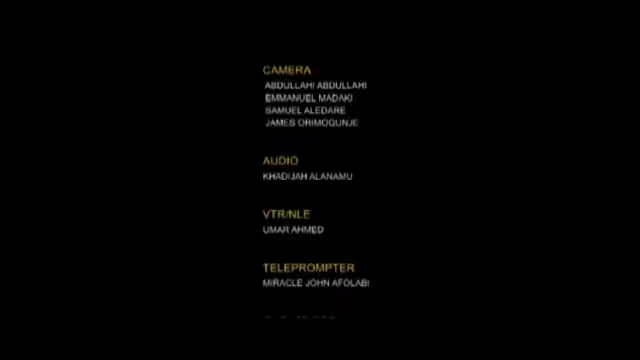 CAMERA
ABDULLAHI ABDULLAHI
EMMANUEL MADAKI
SAMUEL ALEDARE
JAMES ORIMOGUNJE
AUDIO
KHADIJAH ALANAMU
VTR/NLE
UMAR AHMED
TELEPROMPTER
MIRACLE JOHN AFOLABI